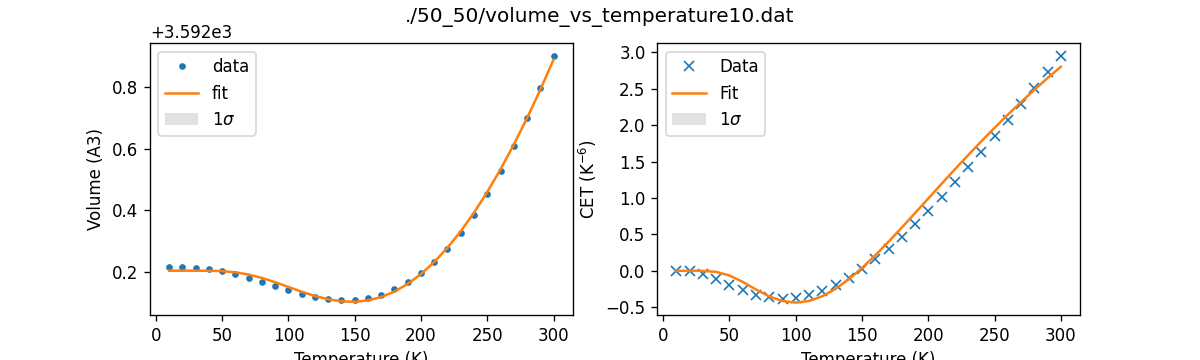 ./50_50/volume_vs_temperature10.dat
+3.592e3
data
fit
1σ
0.8
0.6
0.4
0.2
Volume (A3)
0
50
100
150
200
250
300
Temperature (K)
Data
Fit
1σ
3.0
2.5
2.0
1.5
1.0
0.5
0.0
−0.5
CET (K⁻⁶)
0
50
100
150
200
250
300
Temperature (K)